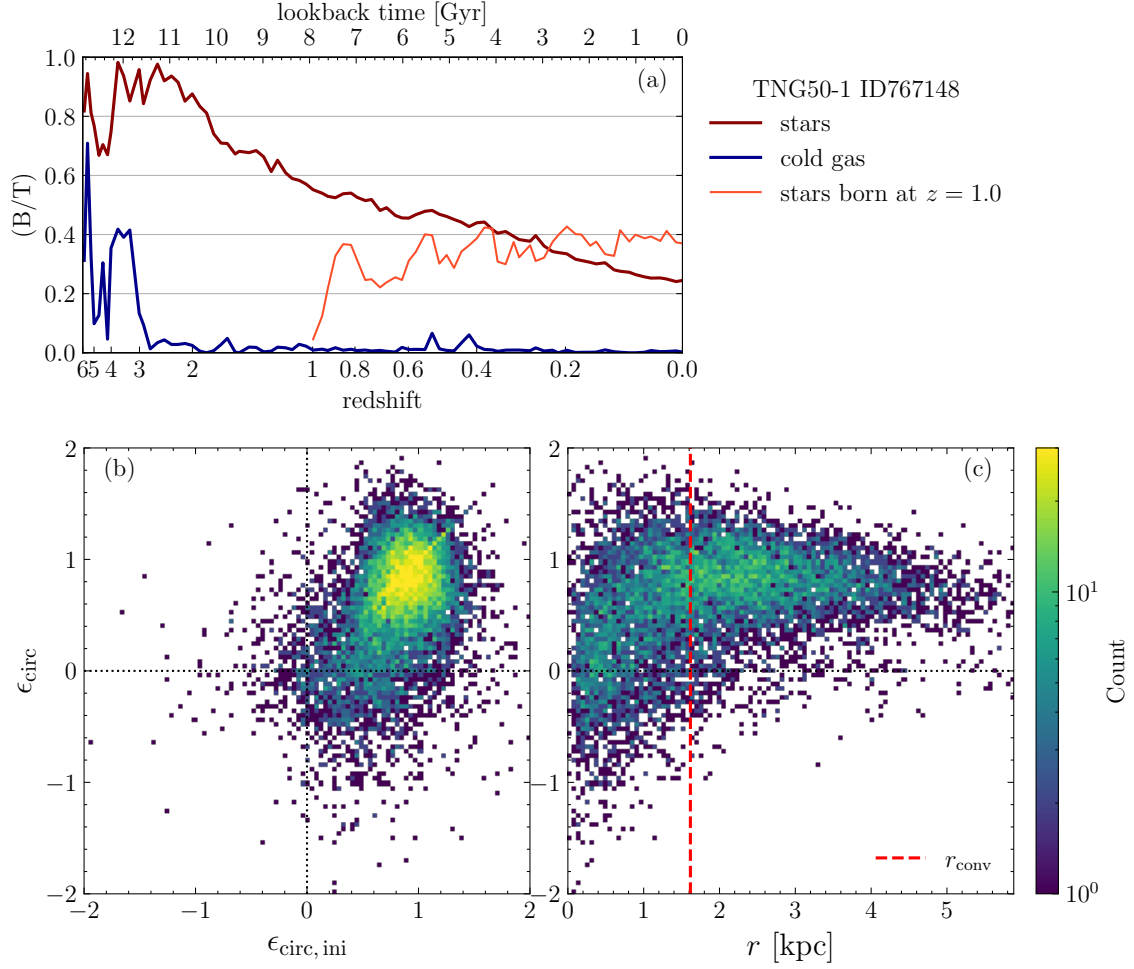 lookback time [Gyr]
12 11 10 9 8 7 6 5 4 3 2 1 0
1.0
0.8
0.6
0.4
0.2
0.0
(B/T)
(a)
65 4 3 2 1 0.8 0.6 0.4 0.2 0.0
redshift
TNG50-1 ID767148
stars
cold gas
stars born at z = 1.0
2
1
0
−1
−2
ϵcirc
(b)
−2 −1 0 1 2
ϵcirc, ini
2
1
0
−1
−2
(c)
rconv
0 1 2 3 4 5
r [kpc]
10¹
10⁰
Count